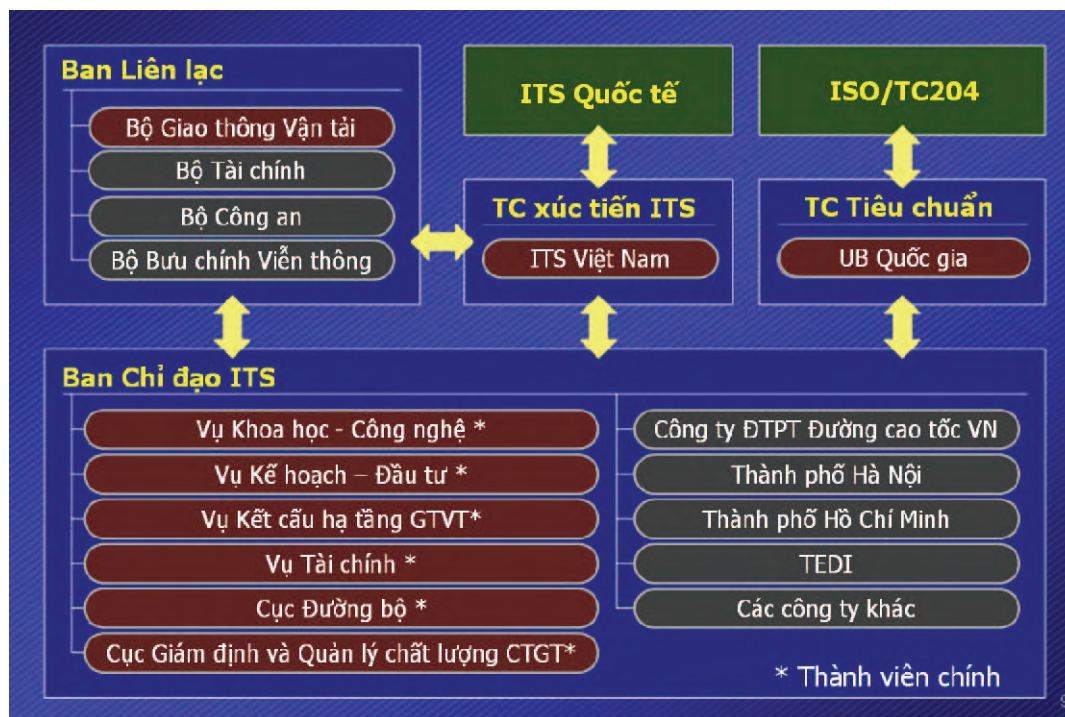 Ban Liên lạc
Bộ Giao thông Vận tải
Bộ Tài chính
Bộ Công an
Bộ Bưu chính Viễn thông
ITS Quốc tế
ISO/TC204
TC xúc tiến ITS
ITS Việt Nam
TC Tiêu chuẩn
UB Quốc gia
Ban Chỉ đạo ITS
Vụ Khoa học - Công nghệ *
Vụ Kế hoạch – Đầu tư *
Vụ Kết cấu hạ tầng GTVT*
Vụ Tài chính *
Cục Đường bộ *
Cục Giám định và Quản lý chất lượng CTGT*
Công ty ĐTPT Đường cao tốc VN
Thành phố Hà Nội
Thành phố Hồ Chí Minh
TEDI
Các công ty khác
* Thành viên chính